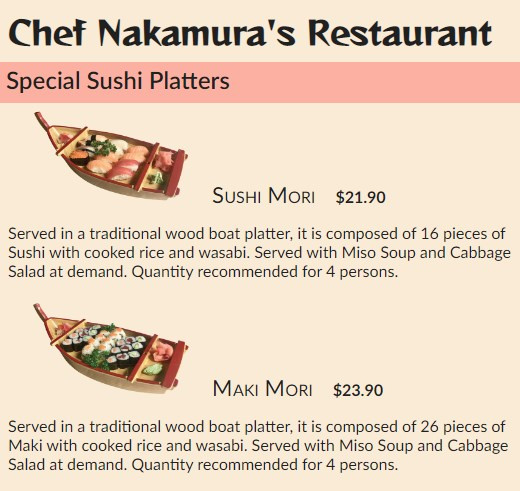 Chef Nakamura's Restaurant
Special Sushi Platters
Sushi Mori $21.90
Served in a traditional wood boat platter, it is composed of 16 pieces of
Sushi with cooked rice and wasabi. Served with Miso Soup and Cabbage
Salad at demand. Quantity recommended for 4 persons.
Maki Mori $23.90
Served in a traditional wood boat platter, it is composed of 26 pieces of
Maki with cooked rice and wasabi. Served with Miso Soup and Cabbage
Salad at demand. Quantity recommended for 4 persons.